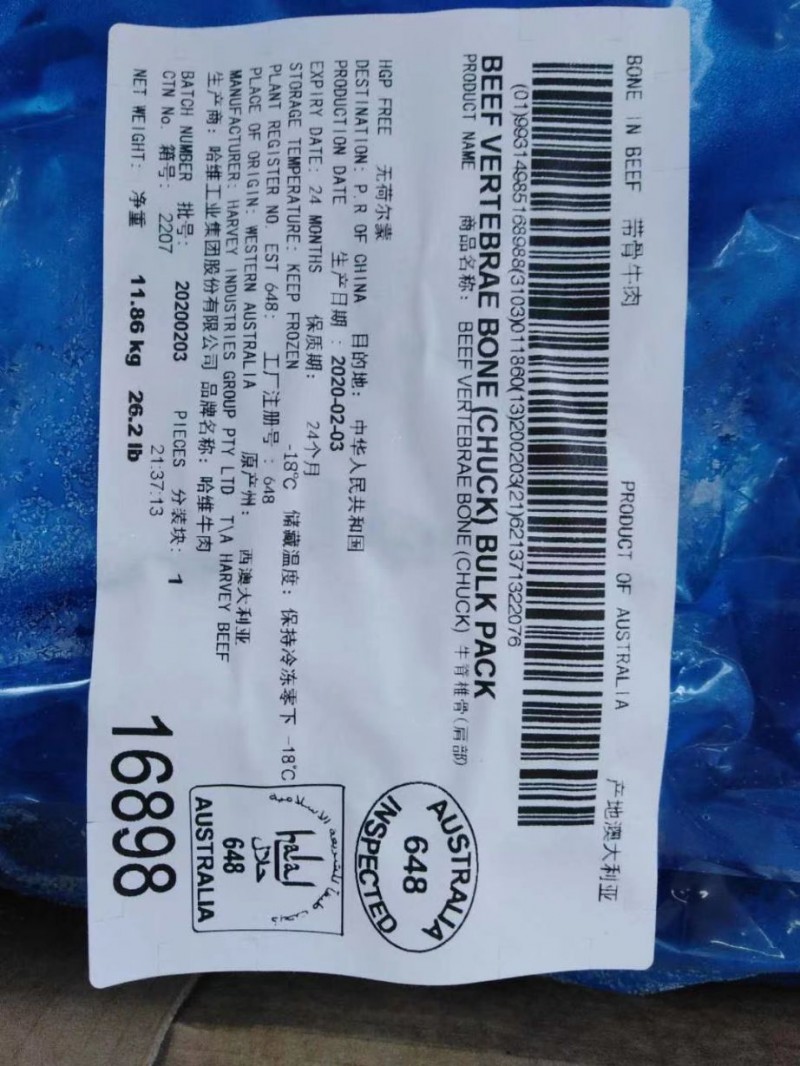 BONE IN BEEF 带骨牛肉 PRODUCT OF AUSTRALIA 产地澳大利亚
(01)99314985168988(3103)011860(13)200203(21)621371322076
BEEF VERTEBRAE BONE (CHUCK) BULK PACK
PRODUCT NAME 商品名称: BEEF VERTEBRAE BONE (CHUCK) 牛脊椎骨(肩部)
HGP FREE 无荷尔蒙
DESTINATION: P.R OF CHINA 目的地: 中华人民共和国
PRODUCTION DATE 生产日期: 2020-02-03
EXPIRY DATE: 24 MONTHS 保质期: 24个月
STORAGE TEMPERATURE: KEEP FROZEN -18°C 储藏温度: 保持冷冻零下 -18°C
PLANT REGISTER NO. EST 648: 工厂注册号: 648
PLACE OF ORIGIN: WESTERN AUSTRALIA 原产州: 西澳大利亚
MANUFACTURER: HARVEY INDUSTRIES GROUP PTY LTD T\A HARVEY BEEF
生产商: 哈维工业集团股份有限公司 品牌名称: 哈维牛肉
BATCH NUMBER 批号: 20200203 PIECES 分装块: 1
CTN No. 箱号: 2207 21:37:13
NET WEIGHT: 净重 11.86 kg 26.2 lb
16898
AUSTRALIA
648
INSPECTED
halal
حلال
648
AUSTRALIA